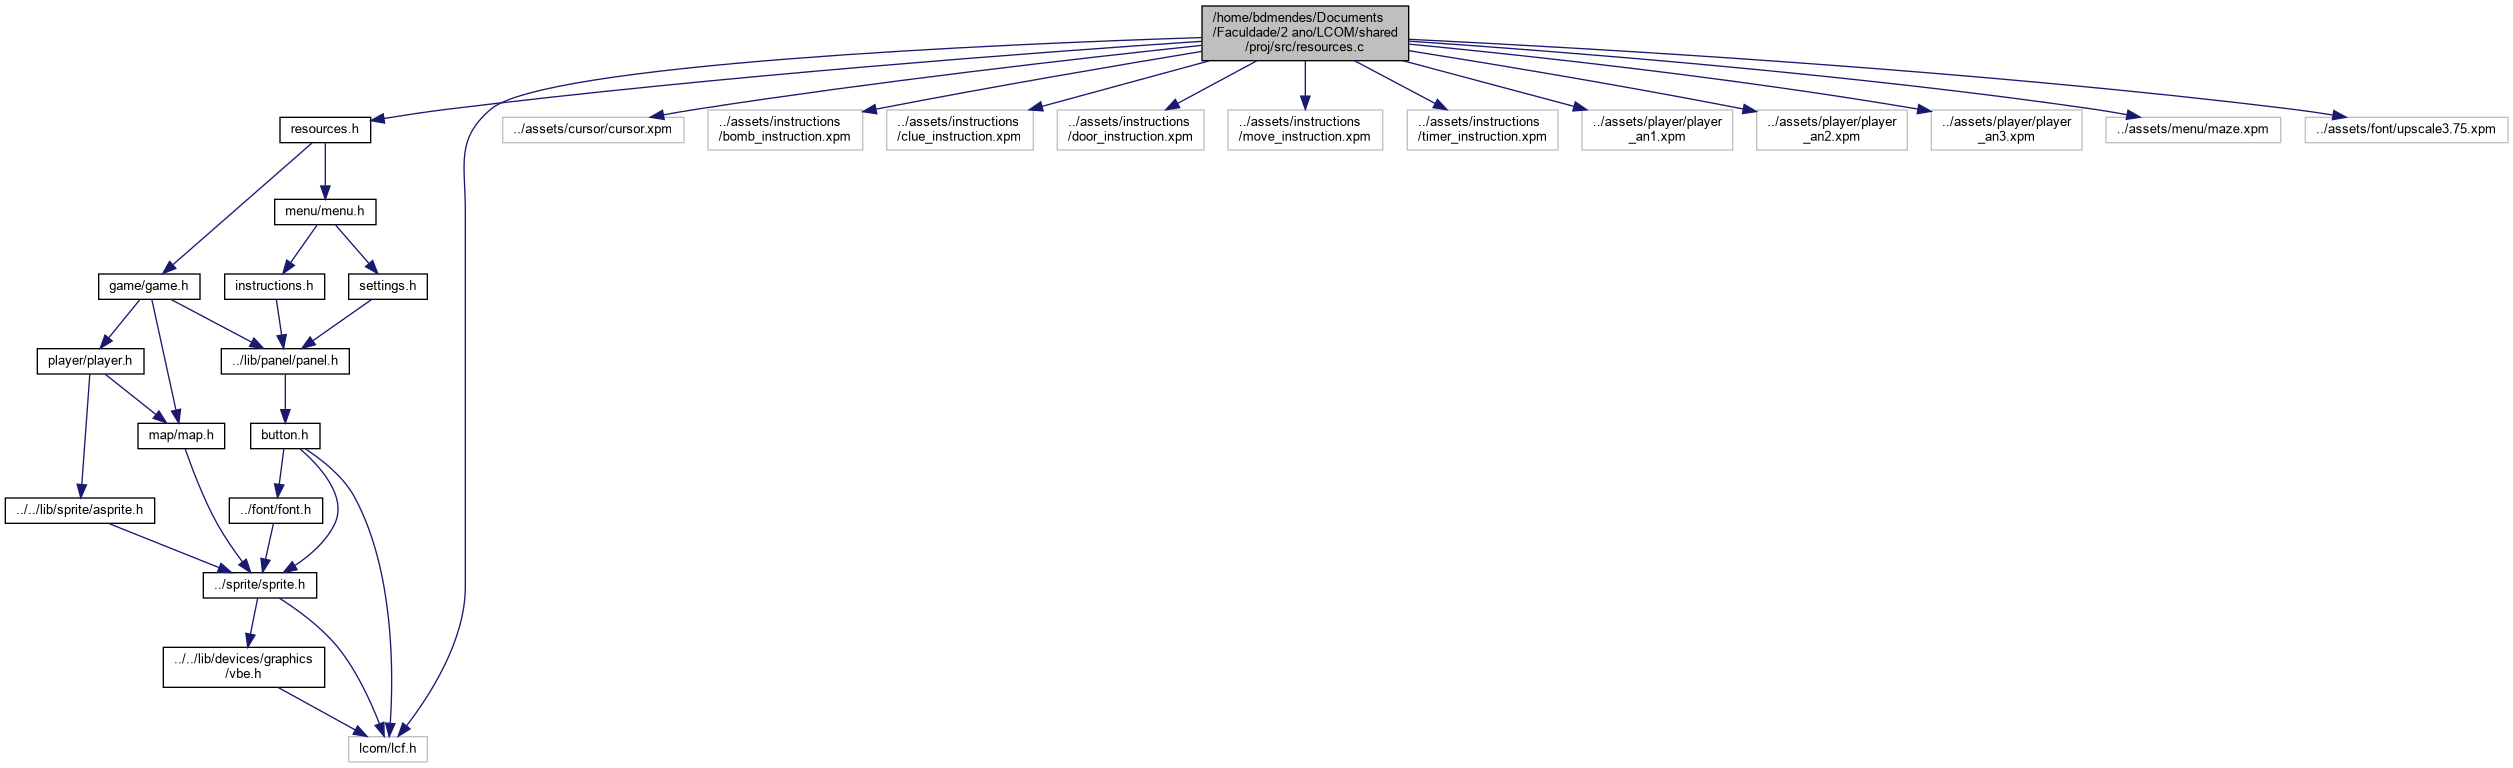 /home/bdmendes/Documents
/Faculdade/2 ano/LCOM/shared
/proj/src/resources.c
resources.h
../assets/cursor/cursor.xpm
../assets/instructions
/bomb_instruction.xpm
../assets/instructions
/clue_instruction.xpm
../assets/instructions
/door_instruction.xpm
../assets/instructions
/move_instruction.xpm
../assets/instructions
/timer_instruction.xpm
../assets/player/player
_an1.xpm
../assets/player/player
_an2.xpm
../assets/player/player
_an3.xpm
../assets/menu/maze.xpm
../assets/font/upscale3.75.xpm
menu/menu.h
game/game.h
instructions.h
settings.h
player/player.h
../lib/panel/panel.h
map/map.h
button.h
../../lib/sprite/asprite.h
../font/font.h
../sprite/sprite.h
../../lib/devices/graphics
/vbe.h
lcom/lcf.h